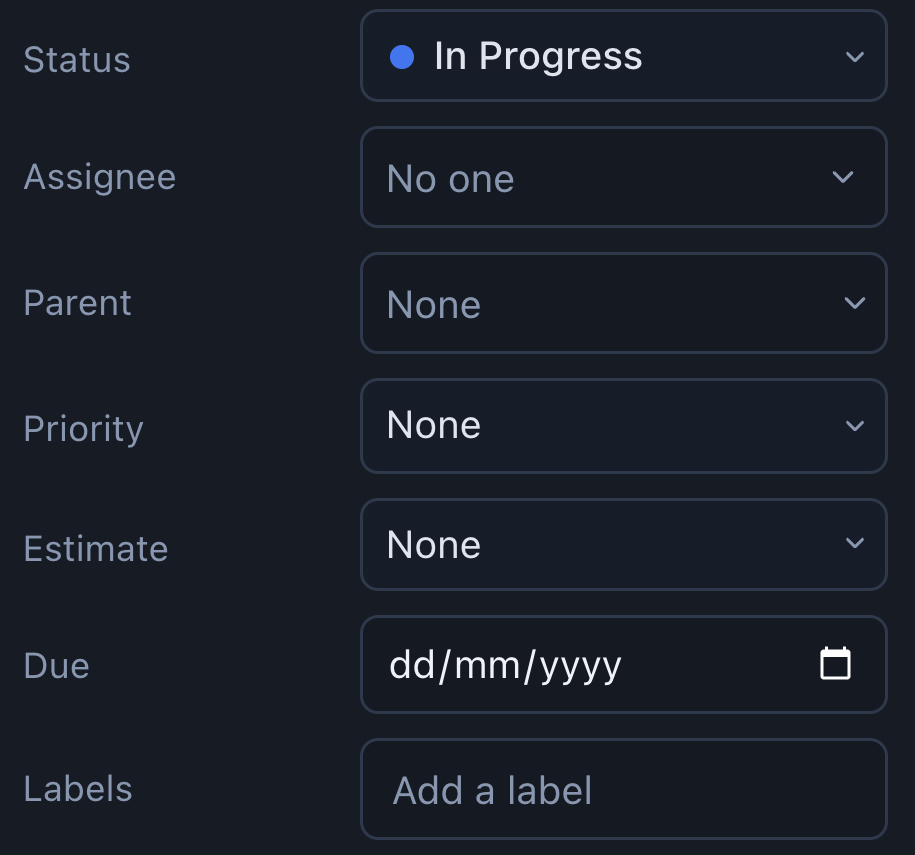 Status
In Progress
Assignee
No one
Parent
None
Priority
None
Estimate
None
Due
dd/mm/yyyy
Labels
Add a label